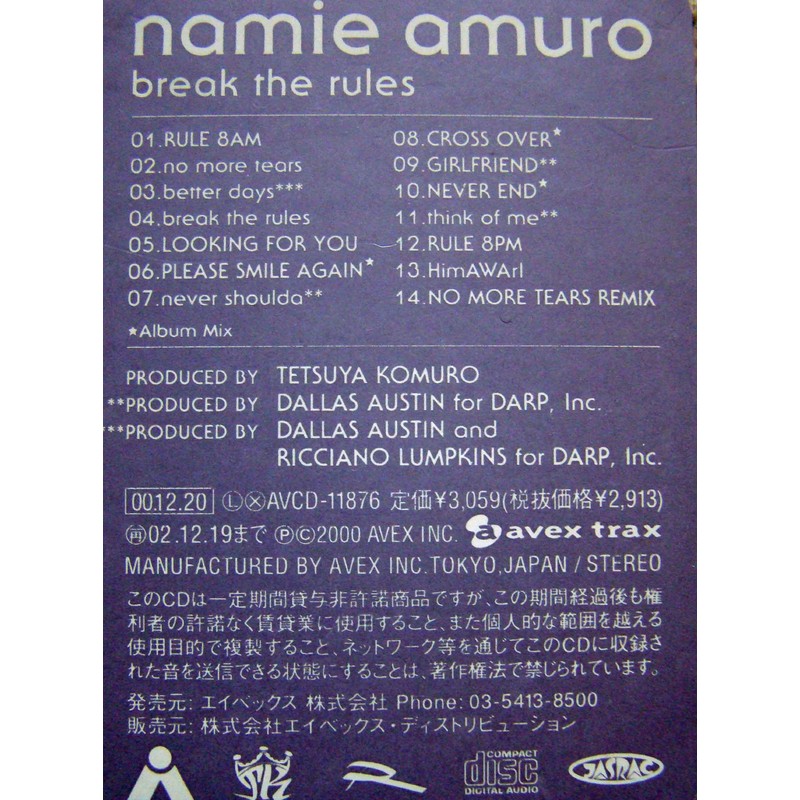 namie amuro
break the rules
01.RULE 8AM
02.no more tears
03.better days***
04.break the rules
05.LOOKING FOR YOU
06.PLEASE SMILE AGAIN★
07.never shoulda**
08.CROSS OVER★
09.GIRLFRIEND**
10.NEVER END★
11.think of me**
12.RULE 8PM
13.HimAWArI
14.NO MORE TEARS REMIX
★Album Mix
PRODUCED BY TETSUYA KOMURO
**PRODUCED BY DALLAS AUSTIN for DARP, Inc.
***PRODUCED BY DALLAS AUSTIN and
RICCIANO LUMPKINS for DARP, Inc.
00.12.20 Ⓛⓧ AVCD-11876 定価¥3,059(税抜価格¥2,913)
㊢02.12.19まで ℗©2000 AVEX INC. a avex trax
MANUFACTURED BY AVEX INC.TOKYO,JAPAN / STEREO
このCDは一定期間貸与非許諾商品ですが、この期間経過後も権
利者の許諾なく賃貸業に使用すること、また個人的な範囲を越える
使用目的で複製すること、ネットワーク等を通じてこのCDに収録さ
れた音を送信できる状態にすることは、著作権法で禁じられています。
発売元: エイベックス 株式会社 Phone: 03-5413-8500
販売元: 株式会社エイベックス・ディストリビューション
COMPACT
disc
DIGITAL AUDIO
JASRAC